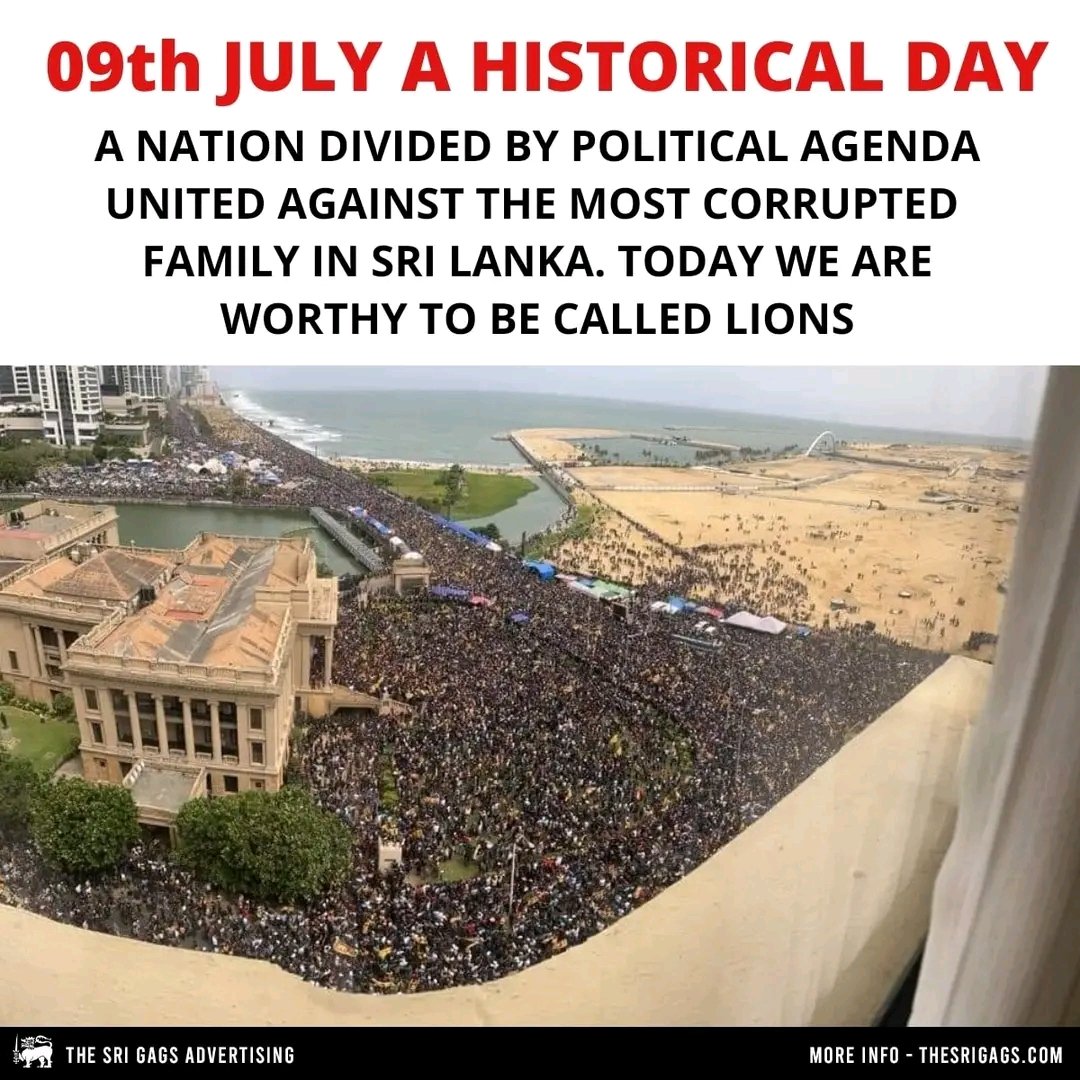 09th JULY A HISTORICAL DAY
A NATION DIVIDED BY POLITICAL AGENDA
UNITED AGAINST THE MOST CORRUPTED
FAMILY IN SRI LANKA. TODAY WE ARE
WORTHY TO BE CALLED LIONS
THE SRI GAGS ADVERTISING
MORE INFO - THESRIGAGS.COM